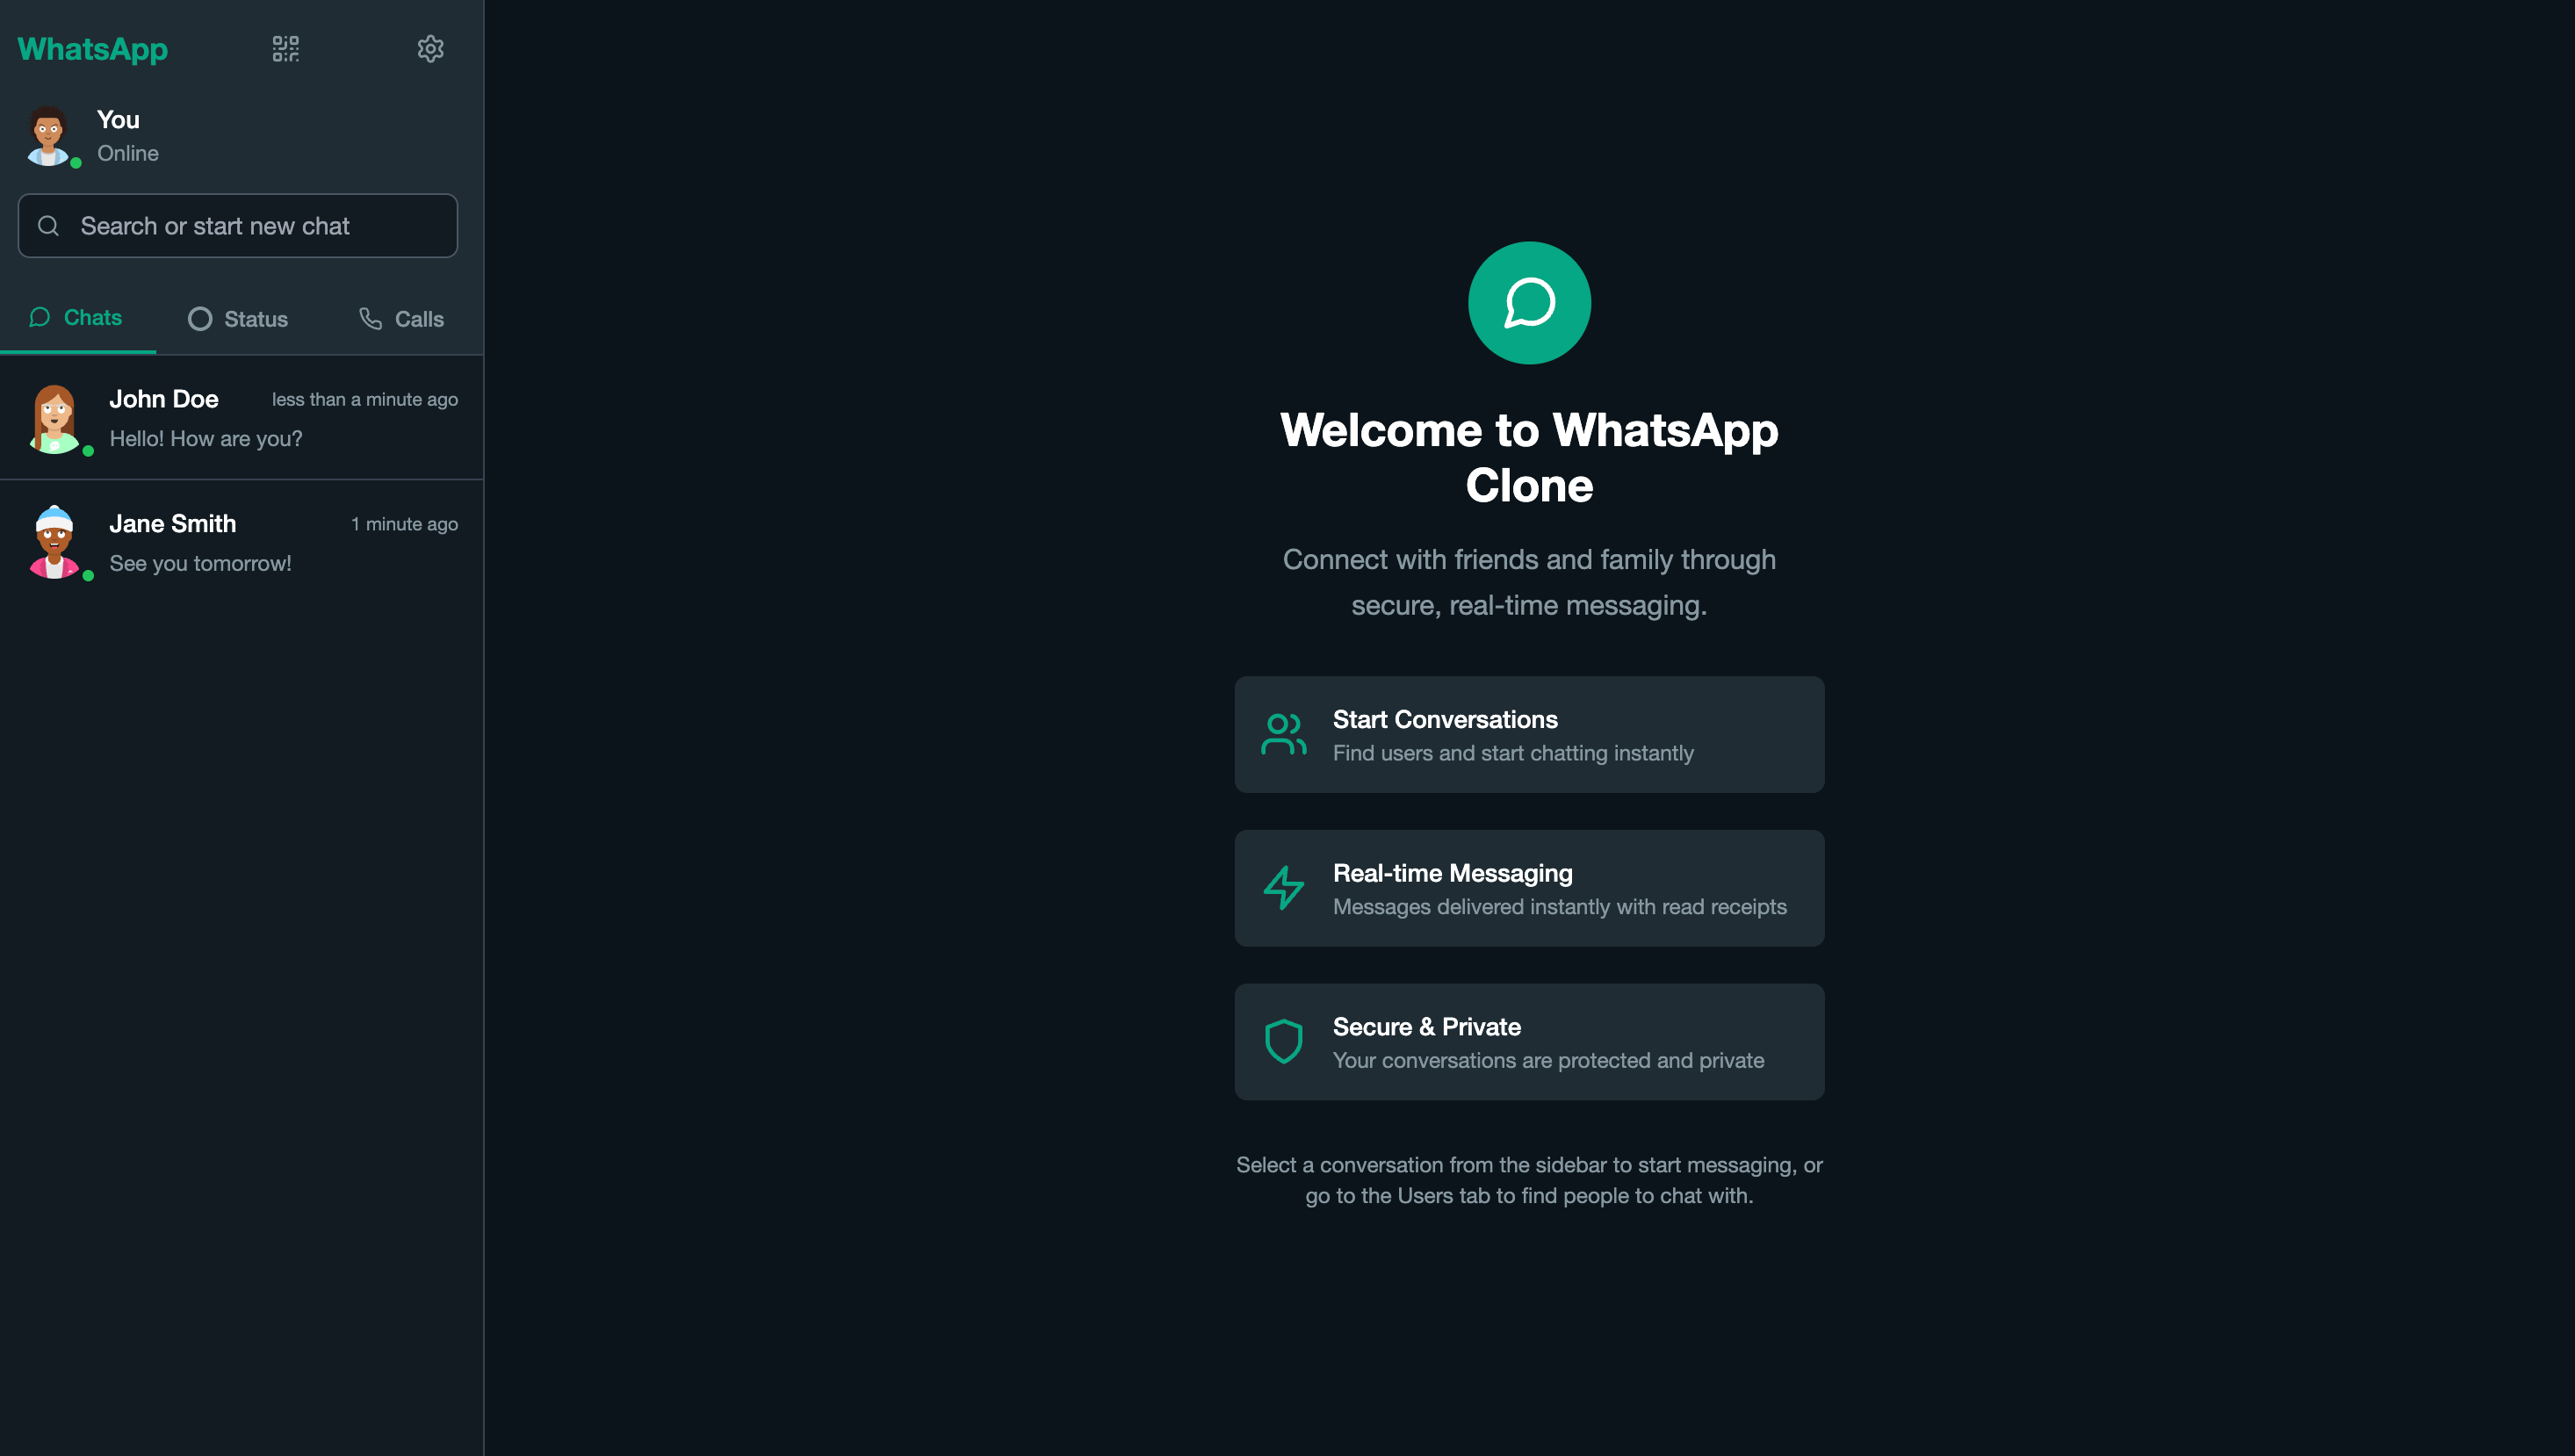 WhatsApp
You
Online
Search or start new chat
Chats
Status
Calls
John Doe
less than a minute ago
Hello! How are you?
Jane Smith
1 minute ago
See you tomorrow!
Welcome to WhatsApp
Clone
Connect with friends and family through
secure, real-time messaging.
Start Conversations
Find users and start chatting instantly
Real-time Messaging
Messages delivered instantly with read receipts
Secure & Private
Your conversations are protected and private
Select a conversation from the sidebar to start messaging, or
go to the Users tab to find people to chat with.